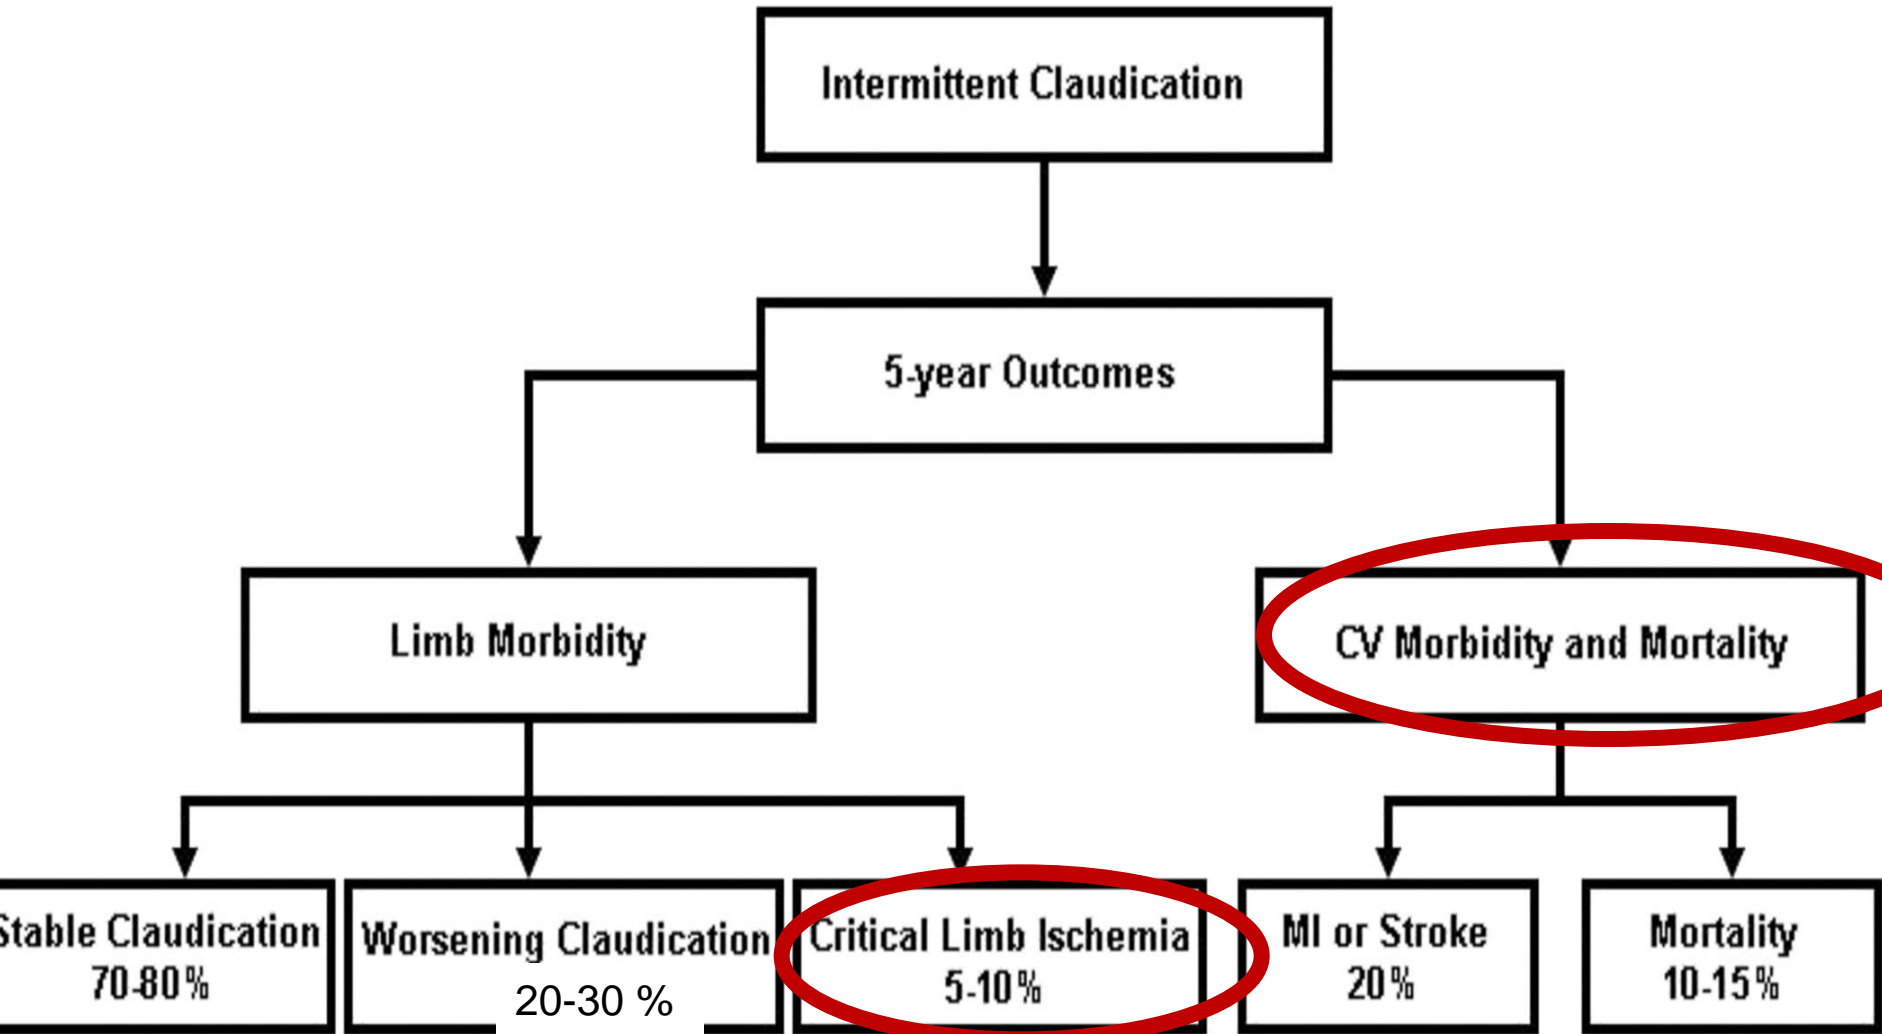 Intermittent Claudication
5-year Outcomes
Limb Morbidity
CV Morbidity and Mortality
Stable Claudication
70-80%
Worsening Claudication
20-30 %
Critical Limb Ischemia
5-10%
MI or Stroke
20%
Mortality
10-15%